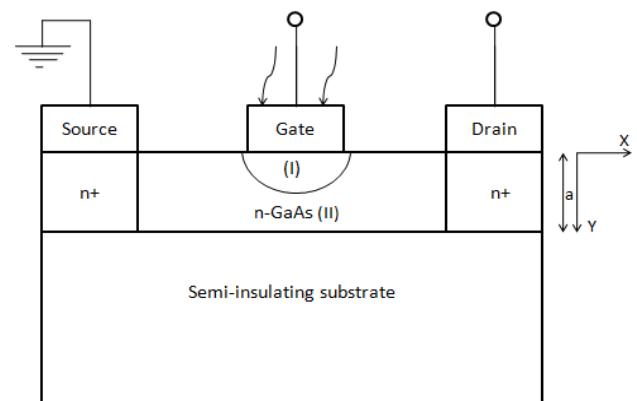 Source
Gate
Drain
X
(I)
n+
n+
a
n-GaAs (II)
Y
Semi-insulating substrate